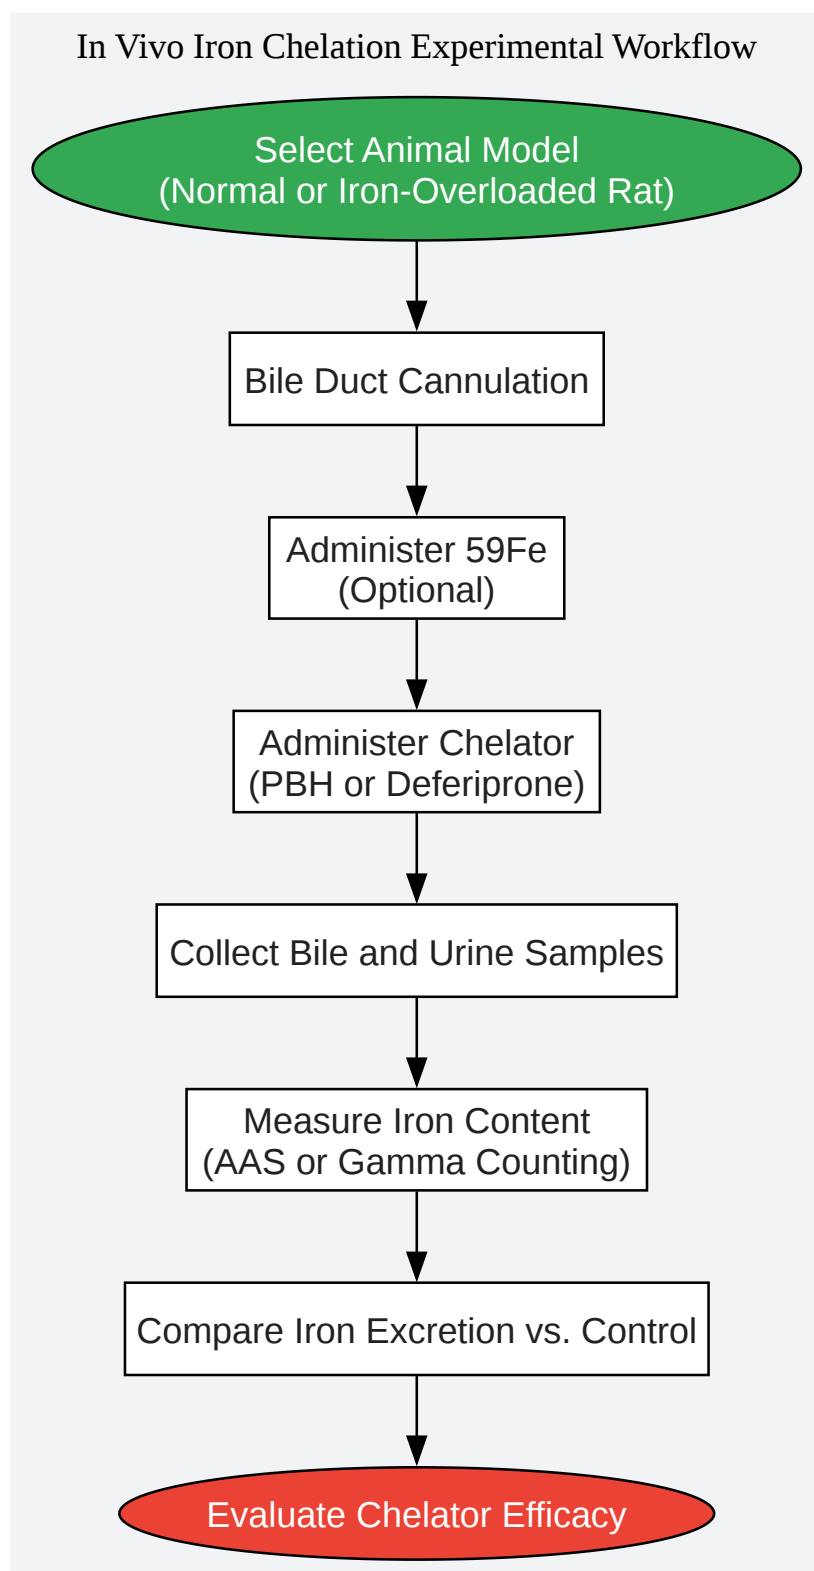 In Vivo Iron Chelation Experimental Workflow
Select Animal Model
(Normal or Iron-Overloaded Rat)
Bile Duct Cannulation
Administer 59Fe
(Optional)
Administer Chelator
(PBH or Deferiprone)
Collect Bile and Urine Samples
Measure Iron Content
(AAS or Gamma Counting)
Compare Iron Excretion vs. Control
Evaluate Chelator Efficacy